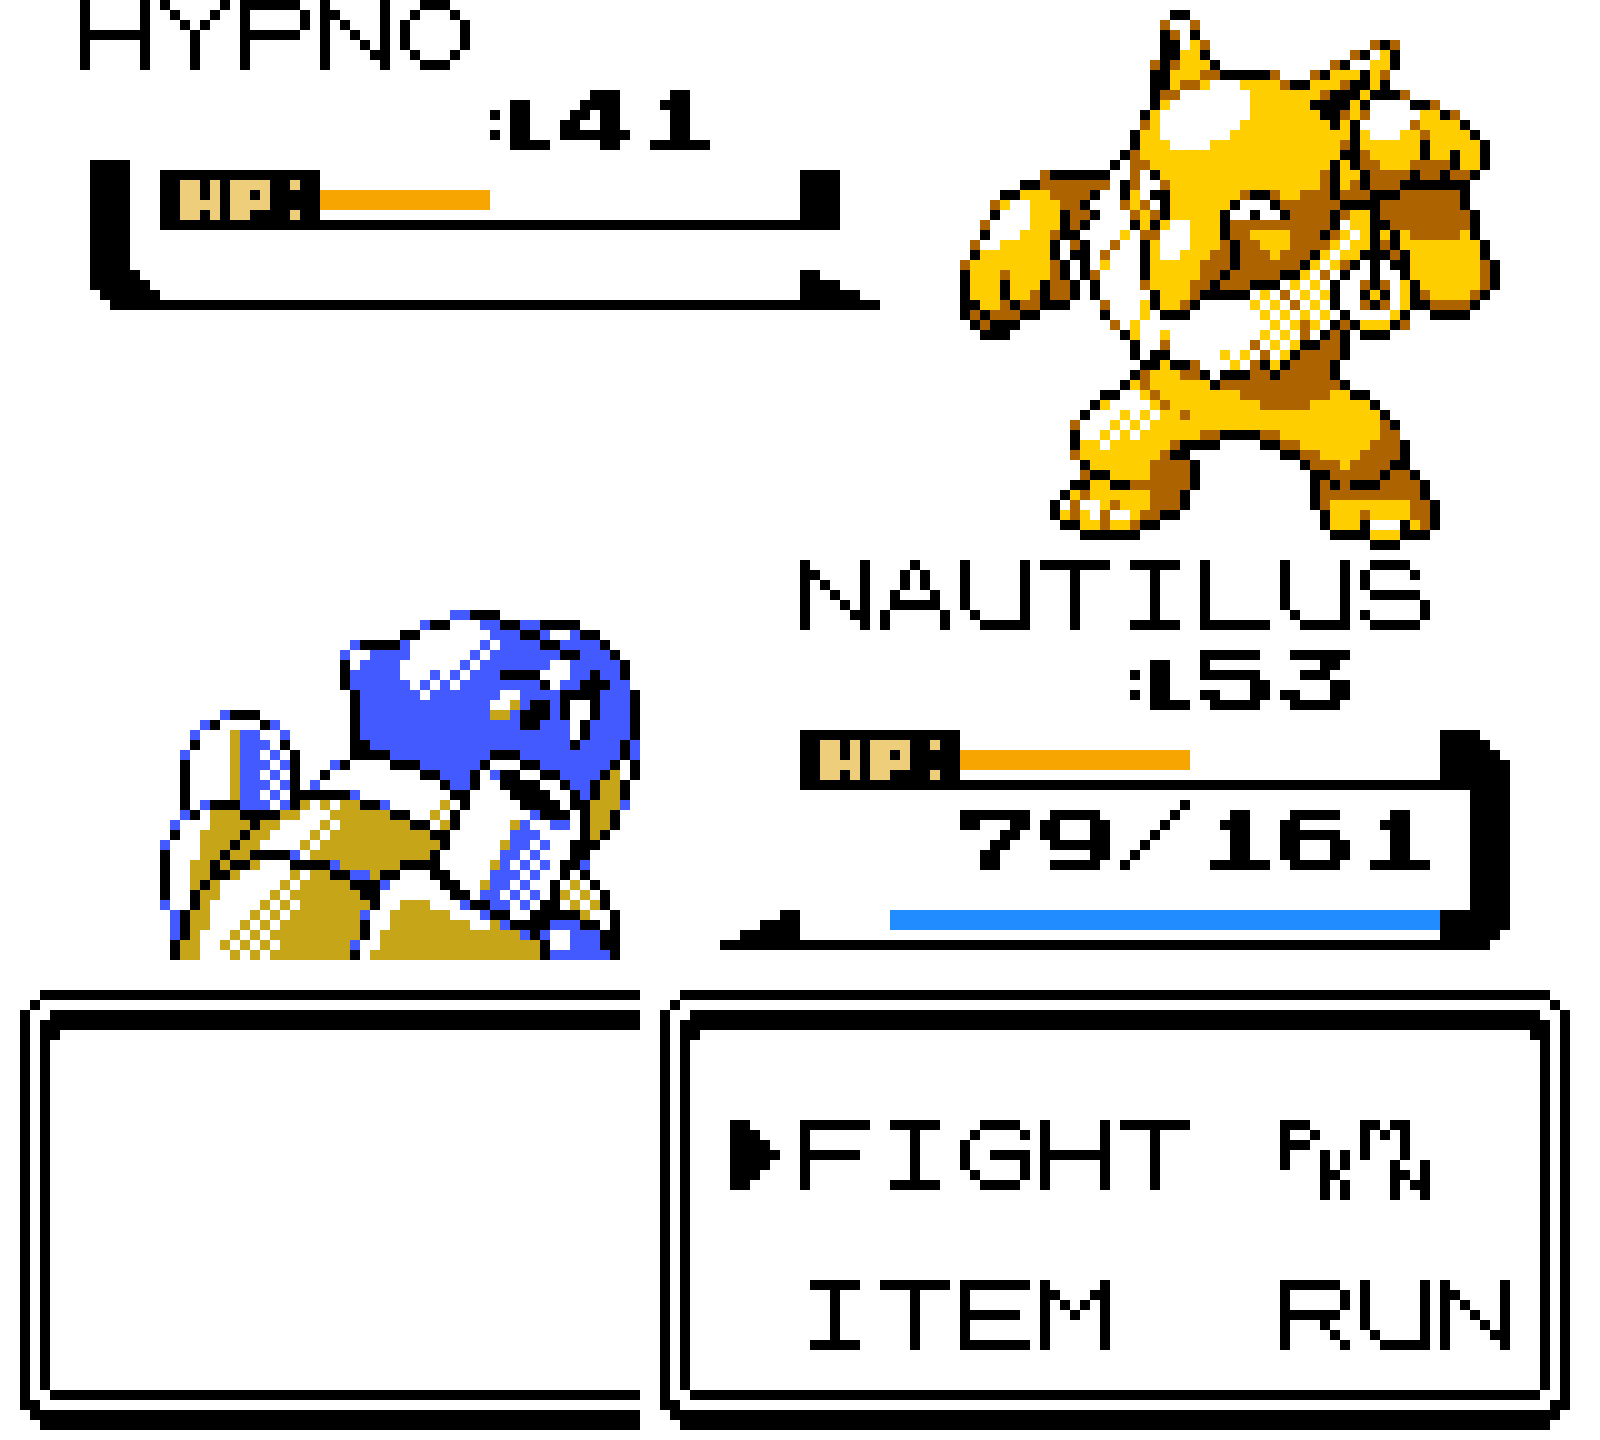 HYPNO
:L41
HP:
NAUTILUS
:L53
HP:
79/161
▶FIGHT PKMN
ITEM RUN